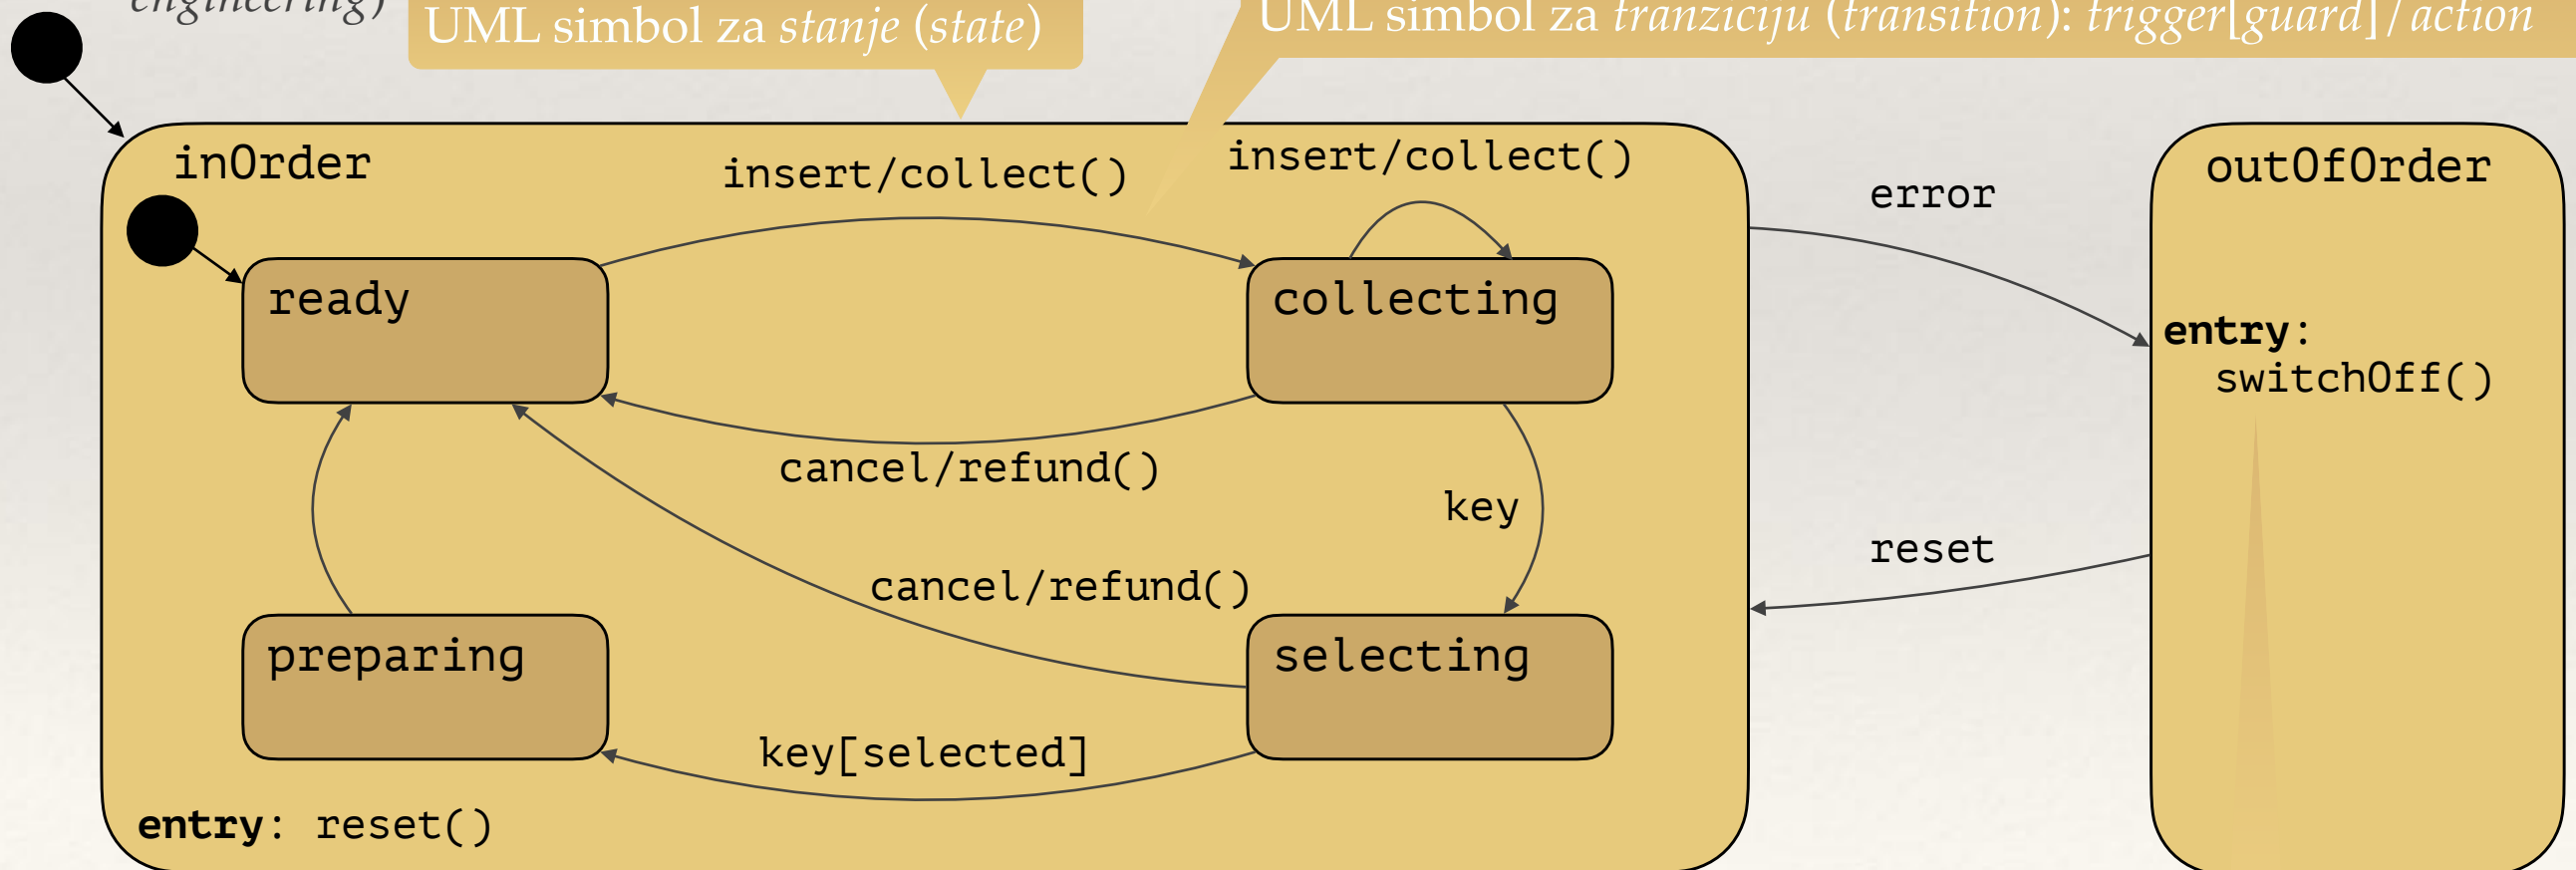 engineering)
UML simbol za stanje (state)
UML simbol za tranziciju (transition): trigger[guard]/action
inOrder
insert/collect()
insert/collect()
error
outOfOrder
ready
collecting
entry:
switchOff()
cancel/refund()
key
cancel/refund()
reset
preparing
selecting
key[selected]
entry: reset()